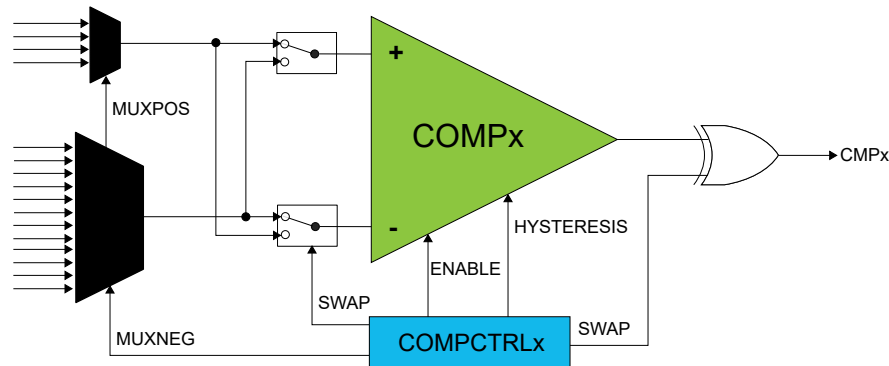 MUXPOS
+
COMPx
CMPx
-
HYSTERESIS
ENABLE
SWAP
SWAP
MUXNEG
COMPCTRLx